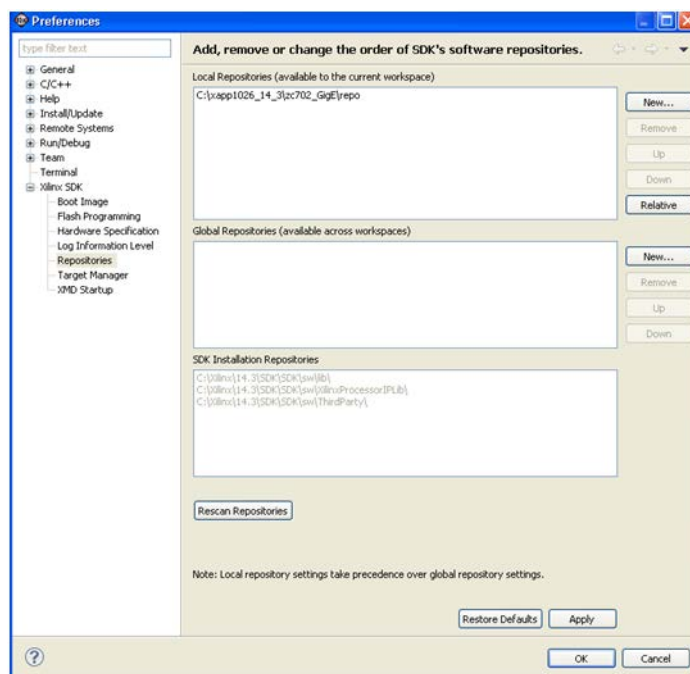 Preferences
type filter text
General
C/C++
Help
Install/Update
Remote Systems
Run/Debug
Team
Terminal
Xilinx SDK
Boot Image
Flash Programming
Hardware Specification
Log Information Level
Repositories
Target Manager
XMD Startup
Add, remove or change the order of SDK's software repositories.
Local Repositories (available to the current workspace)
C:\xapp1026_14_3\zc702_GigE\repo
New...
Remove
Up
Down
Relative
Global Repositories (available across workspaces)
New...
Remove
Up
Down
SDK Installation Repositories
C:\Xilinx\14.3\SDK\SDK\sw\lib\
C:\Xilinx\14.3\SDK\SDK\sw\XilinxProcessorIPLib\
C:\Xilinx\14.3\SDK\SDK\sw\ThirdParty\
Rescan Repositories
Note: Local repository settings take precedence over global repository settings.
Restore Defaults
Apply
?
OK
Cancel